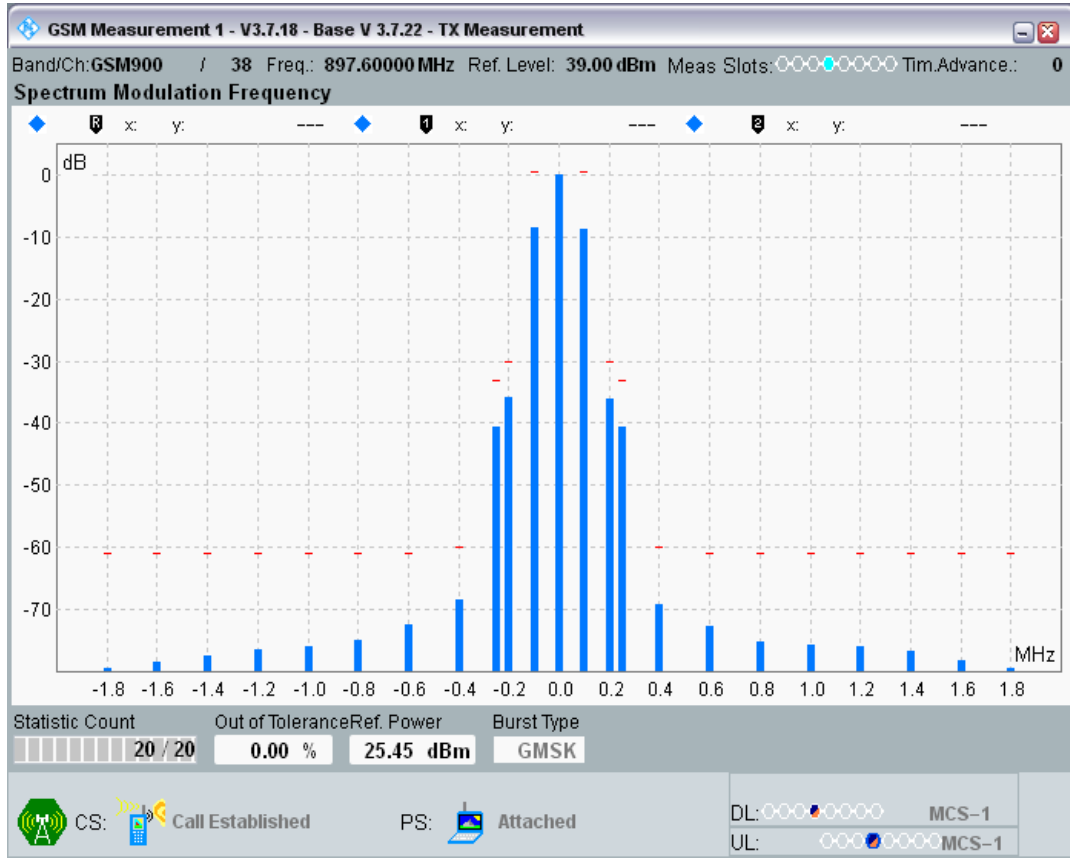 GSM Measurement 1 - V3.7.18 - Base V 3.7.22 - TX Measurement
Band/Ch:GSM900 / 38 Freq.: 897.60000 MHz Ref. Level: 39.00 dBm Meas Slots: Tim.Advance.: 0
Spectrum Modulation Frequency
R x: y: --- 1 x: y: --- 2 x: y: ---
dB
0
-10
-20
-30
-40
-50
-60
-70
MHz
-1.8 -1.6 -1.4 -1.2 -1.0 -0.8 -0.6 -0.4 -0.2 0.0 0.2 0.4 0.6 0.8 1.0 1.2 1.4 1.6 1.8
Statistic Count Out of Tolerance Ref. Power Burst Type
20 / 20 0.00 % 25.45 dBm GMSK
CS: Call Established PS: Attached
DL: MCS-1
UL: MCS-1